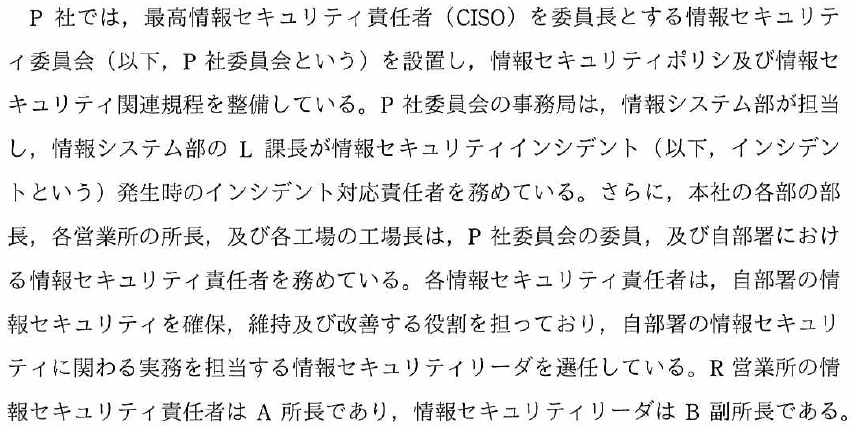 P 社では，最高情報セキュリティ責任者（CISO）を委員長とする情報セキュリテ
ィ委員会（以下，P 社委員会という）を設置し，情報セキュリティポリシ及び情報セ
キュリティ関連規程を整備している。P 社委員会の事務局は，情報システム部が担当
し，情報システム部の L 課長が情報セキュリティインシデント（以下，インシデン
トという）発生時のインシデント対応責任者を務めている。さらに，本社の各部の部
長，各営業所の所長，及び各工場の工場長は，P 社委員会の委員，及び自部署におけ
る情報セキュリティ責任者を務めている。各情報セキュリティ責任者は，自部署の情
報セキュリティを確保，維持及び改善する役割を担っており，自部署の情報セキュリ
ティに関わる実務を担当する情報セキュリティリーダを選任している。R 営業所の情
報セキュリティ責任者は A 所長であり，情報セキュリティリーダは B 副所長である。